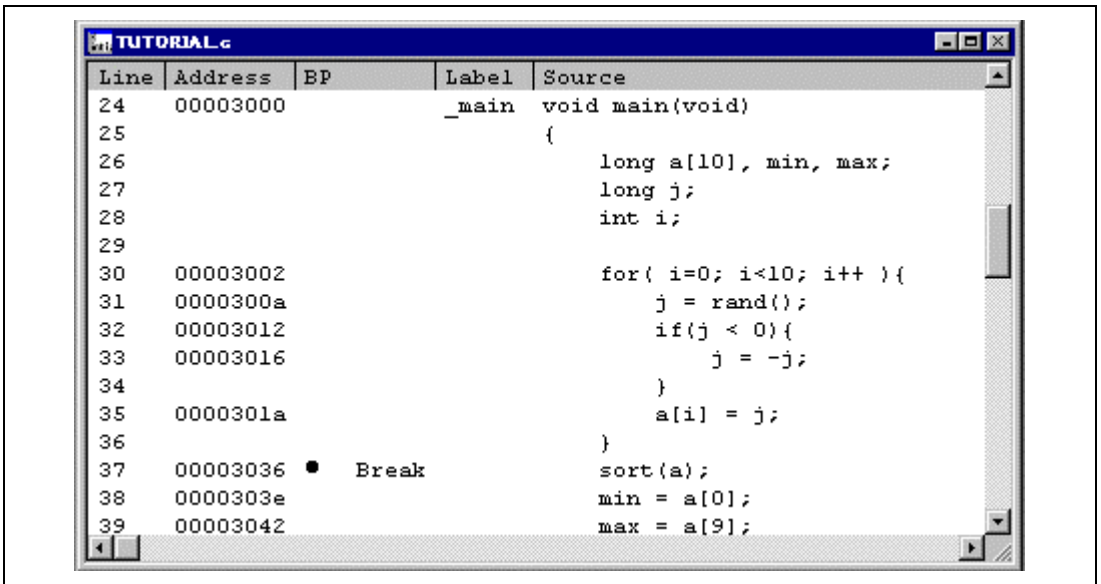 TUTORIAL.c
Line Address BP Label Source
24 00003000 _main void main(void)
25 {
26 long a[10], min, max;
27 long j;
28 int i;
29
30 00003002 for( i=0; i<10; i++ ){
31 0000300a j = rand();
32 00003012 if(j < 0){
33 00003016 j = -j;
34 }
35 0000301a a[i] = j;
36 }
37 00003036 ● Break sort(a);
38 0000303e min = a[0];
39 00003042 max = a[9];